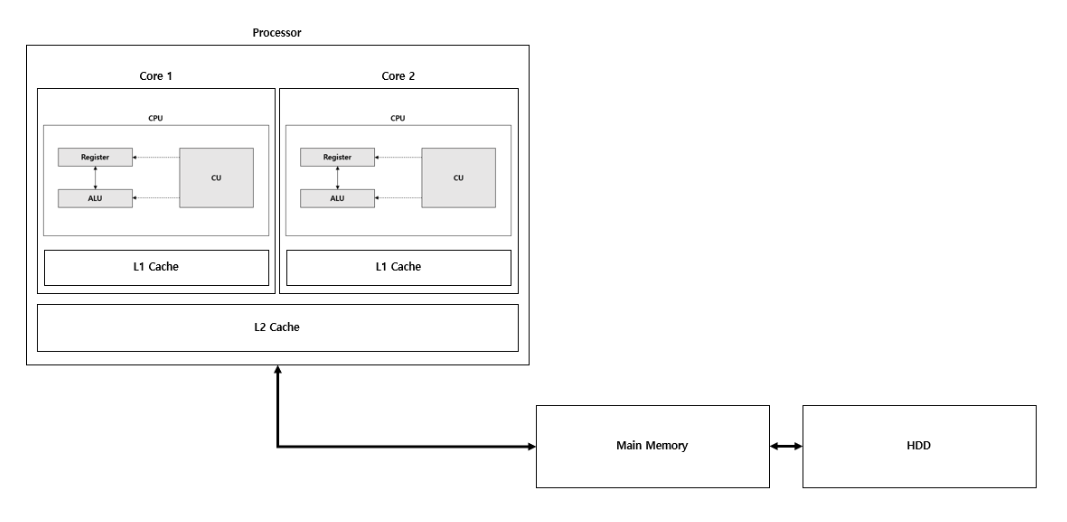 Processor
Core 1
Core 2
CPU
CPU
Register
CU
ALU
Register
CU
ALU
L1 Cache
L1 Cache
L2 Cache
Main Memory
HDD